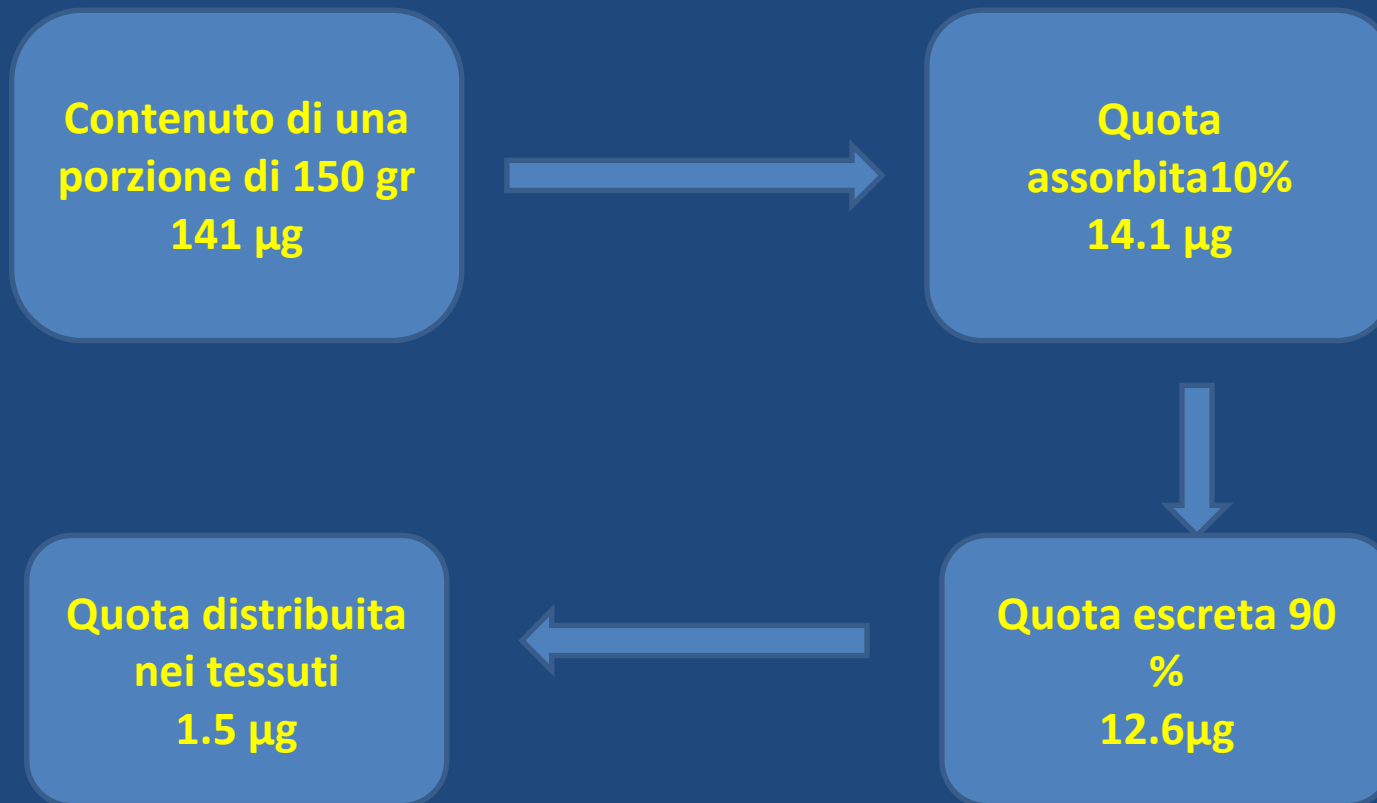 Contenuto di una
porzione di 150 gr
141 µg
Quota
assorbita10%
14.1 µg
Quota escreta 90
%
12.6µg
Quota distribuita
nei tessuti
1.5 µg